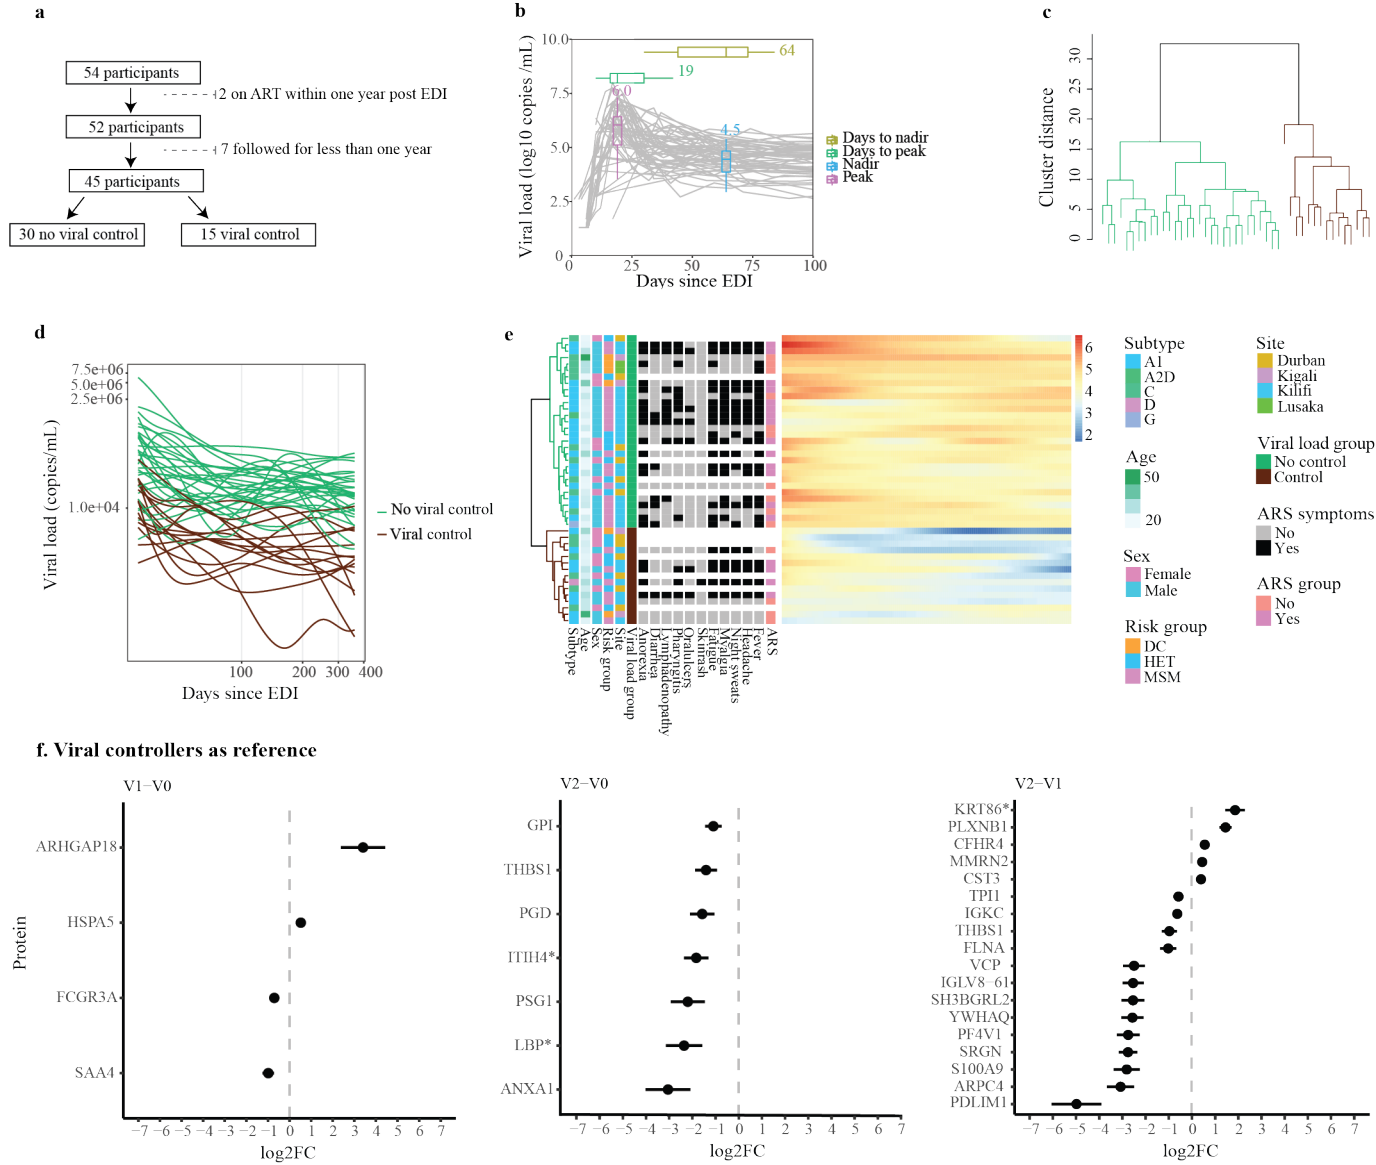 a
54 participants
2 on ART within one year post EDI
52 participants
7 followed for less than one year
45 participants
30 no viral control
15 viral control
b
Viral load (log10 copies /mL)
10.0
7.5
5.0
2.5
0
0 25 50 75 100
Days since EDI
64
19
6.0
4.5
Days to nadir
Days to peak
Nadir
Peak
c
Cluster distance
30
25
20
15
10
5
0
d
Viral load (copies/mL)
7.5e+06
5.0e+06
2.5e+06
1.0e+04
100 200 300 400
Days since EDI
No viral control
Viral control
e
Subtype
Age
Sex
Risk group
Site
Viral load group
Anorexia
Diarrhea
Lymphadenopathy
Pharyngitis
Oralulcers
Skinrash
Fatigue
Myalgia
Night sweats
Headache
Fever
ARS
6
5
4
3
2
Subtype
A1
A2D
C
D
G
Age
50
20
Sex
Female
Male
Risk group
DC
HET
MSM
Site
Durban
Kigali
Kilifi
Lusaka
Viral load group
No control
Control
ARS symptoms
No
Yes
ARS group
No
Yes
f. Viral controllers as reference
V1−V0
Protein
ARHGAP18
HSPA5
FCGR3A
SAA4
−7 −6 −5 −4 −3 −2 −1 0 1 2 3 4 5 6 7
log2FC
V2−V0
GPI
THBS1
PGD
ITIH4*
PSG1
LBP*
ANXA1
−7 −6 −5 −4 −3 −2 −1 0 1 2 3 4 5 6 7
log2FC
V2−V1
KRT86*
PLXNB1
CFHR4
MMRN2
CST3
TPI1
IGKC
THBS1
FLNA
VCP
IGLV8−61
SH3BGRL2
YWHAQ
PF4V1
SRGN
S100A9
ARPC4
PDLIM1
−7 −6 −5 −4 −3 −2 −1 0 1 2 3 4 5 6 7
log2FC